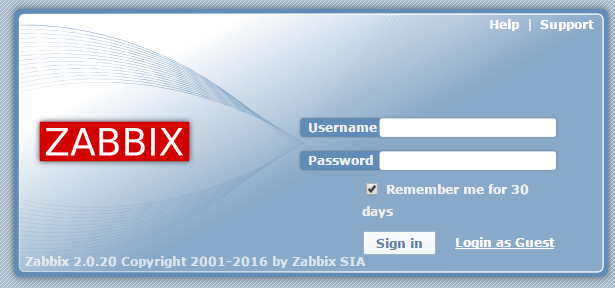 Help | Support
ZABBIX
Username
Password
Remember me for 30
days
Sign in Login as Guest
Zabbix 2.0.20 Copyright 2001-2016 by Zabbix SIA